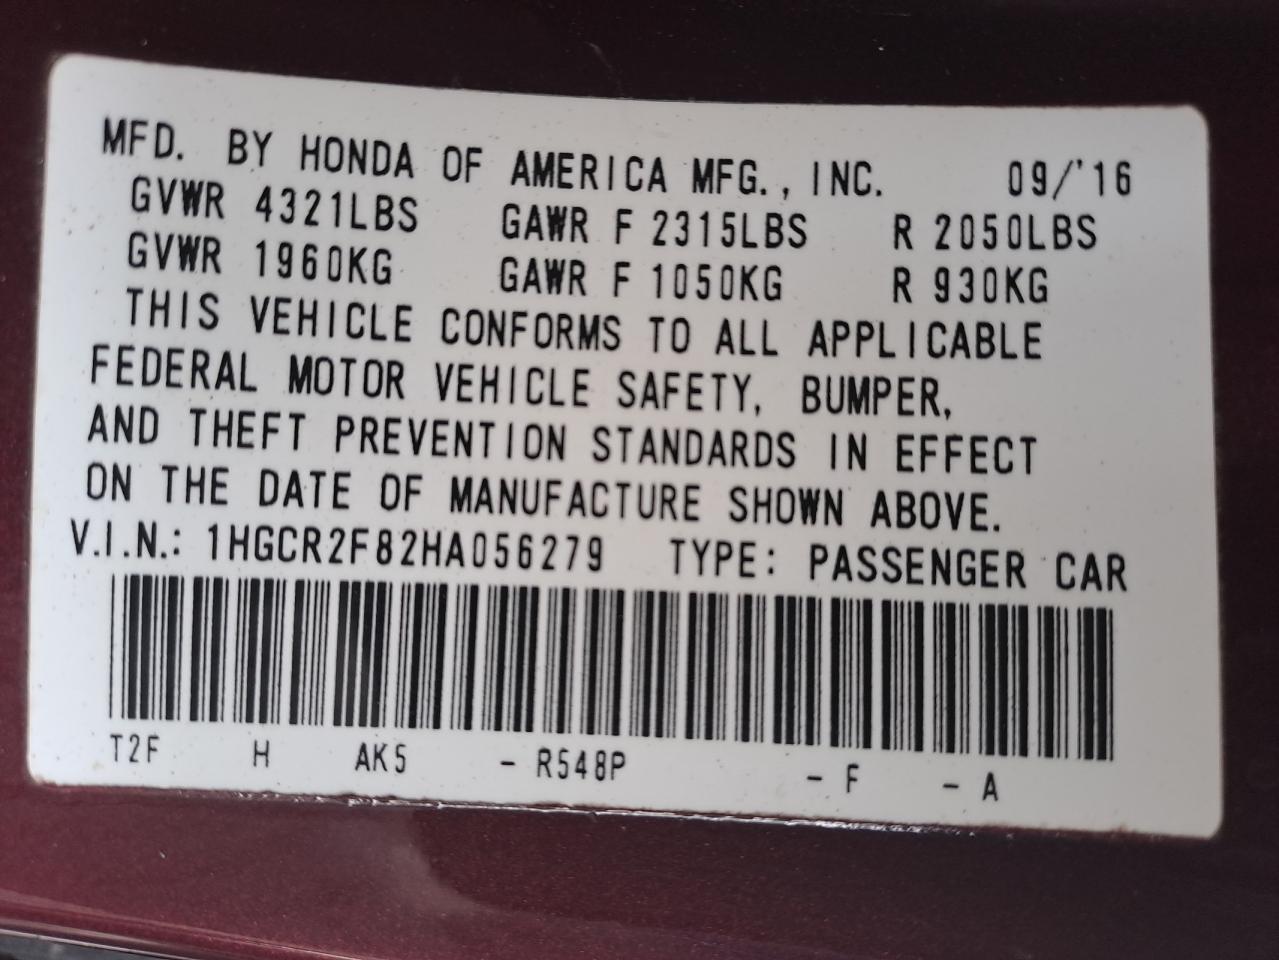 MFD. BY HONDA OF AMERICA MFG., INC. 09/'16
GVWR 4321LBS GAWR F 2315LBS R 2050LBS
GVWR 1960KG GAWR F 1050KG R 930KG
THIS VEHICLE CONFORMS TO ALL APPLICABLE
FEDERAL MOTOR VEHICLE SAFETY, BUMPER,
AND THEFT PREVENTION STANDARDS IN EFFECT
ON THE DATE OF MANUFACTURE SHOWN ABOVE.
V.I.N.: 1HGCR2F82HA056279 TYPE: PASSENGER CAR
T2F H AK5 - R548P - F - A